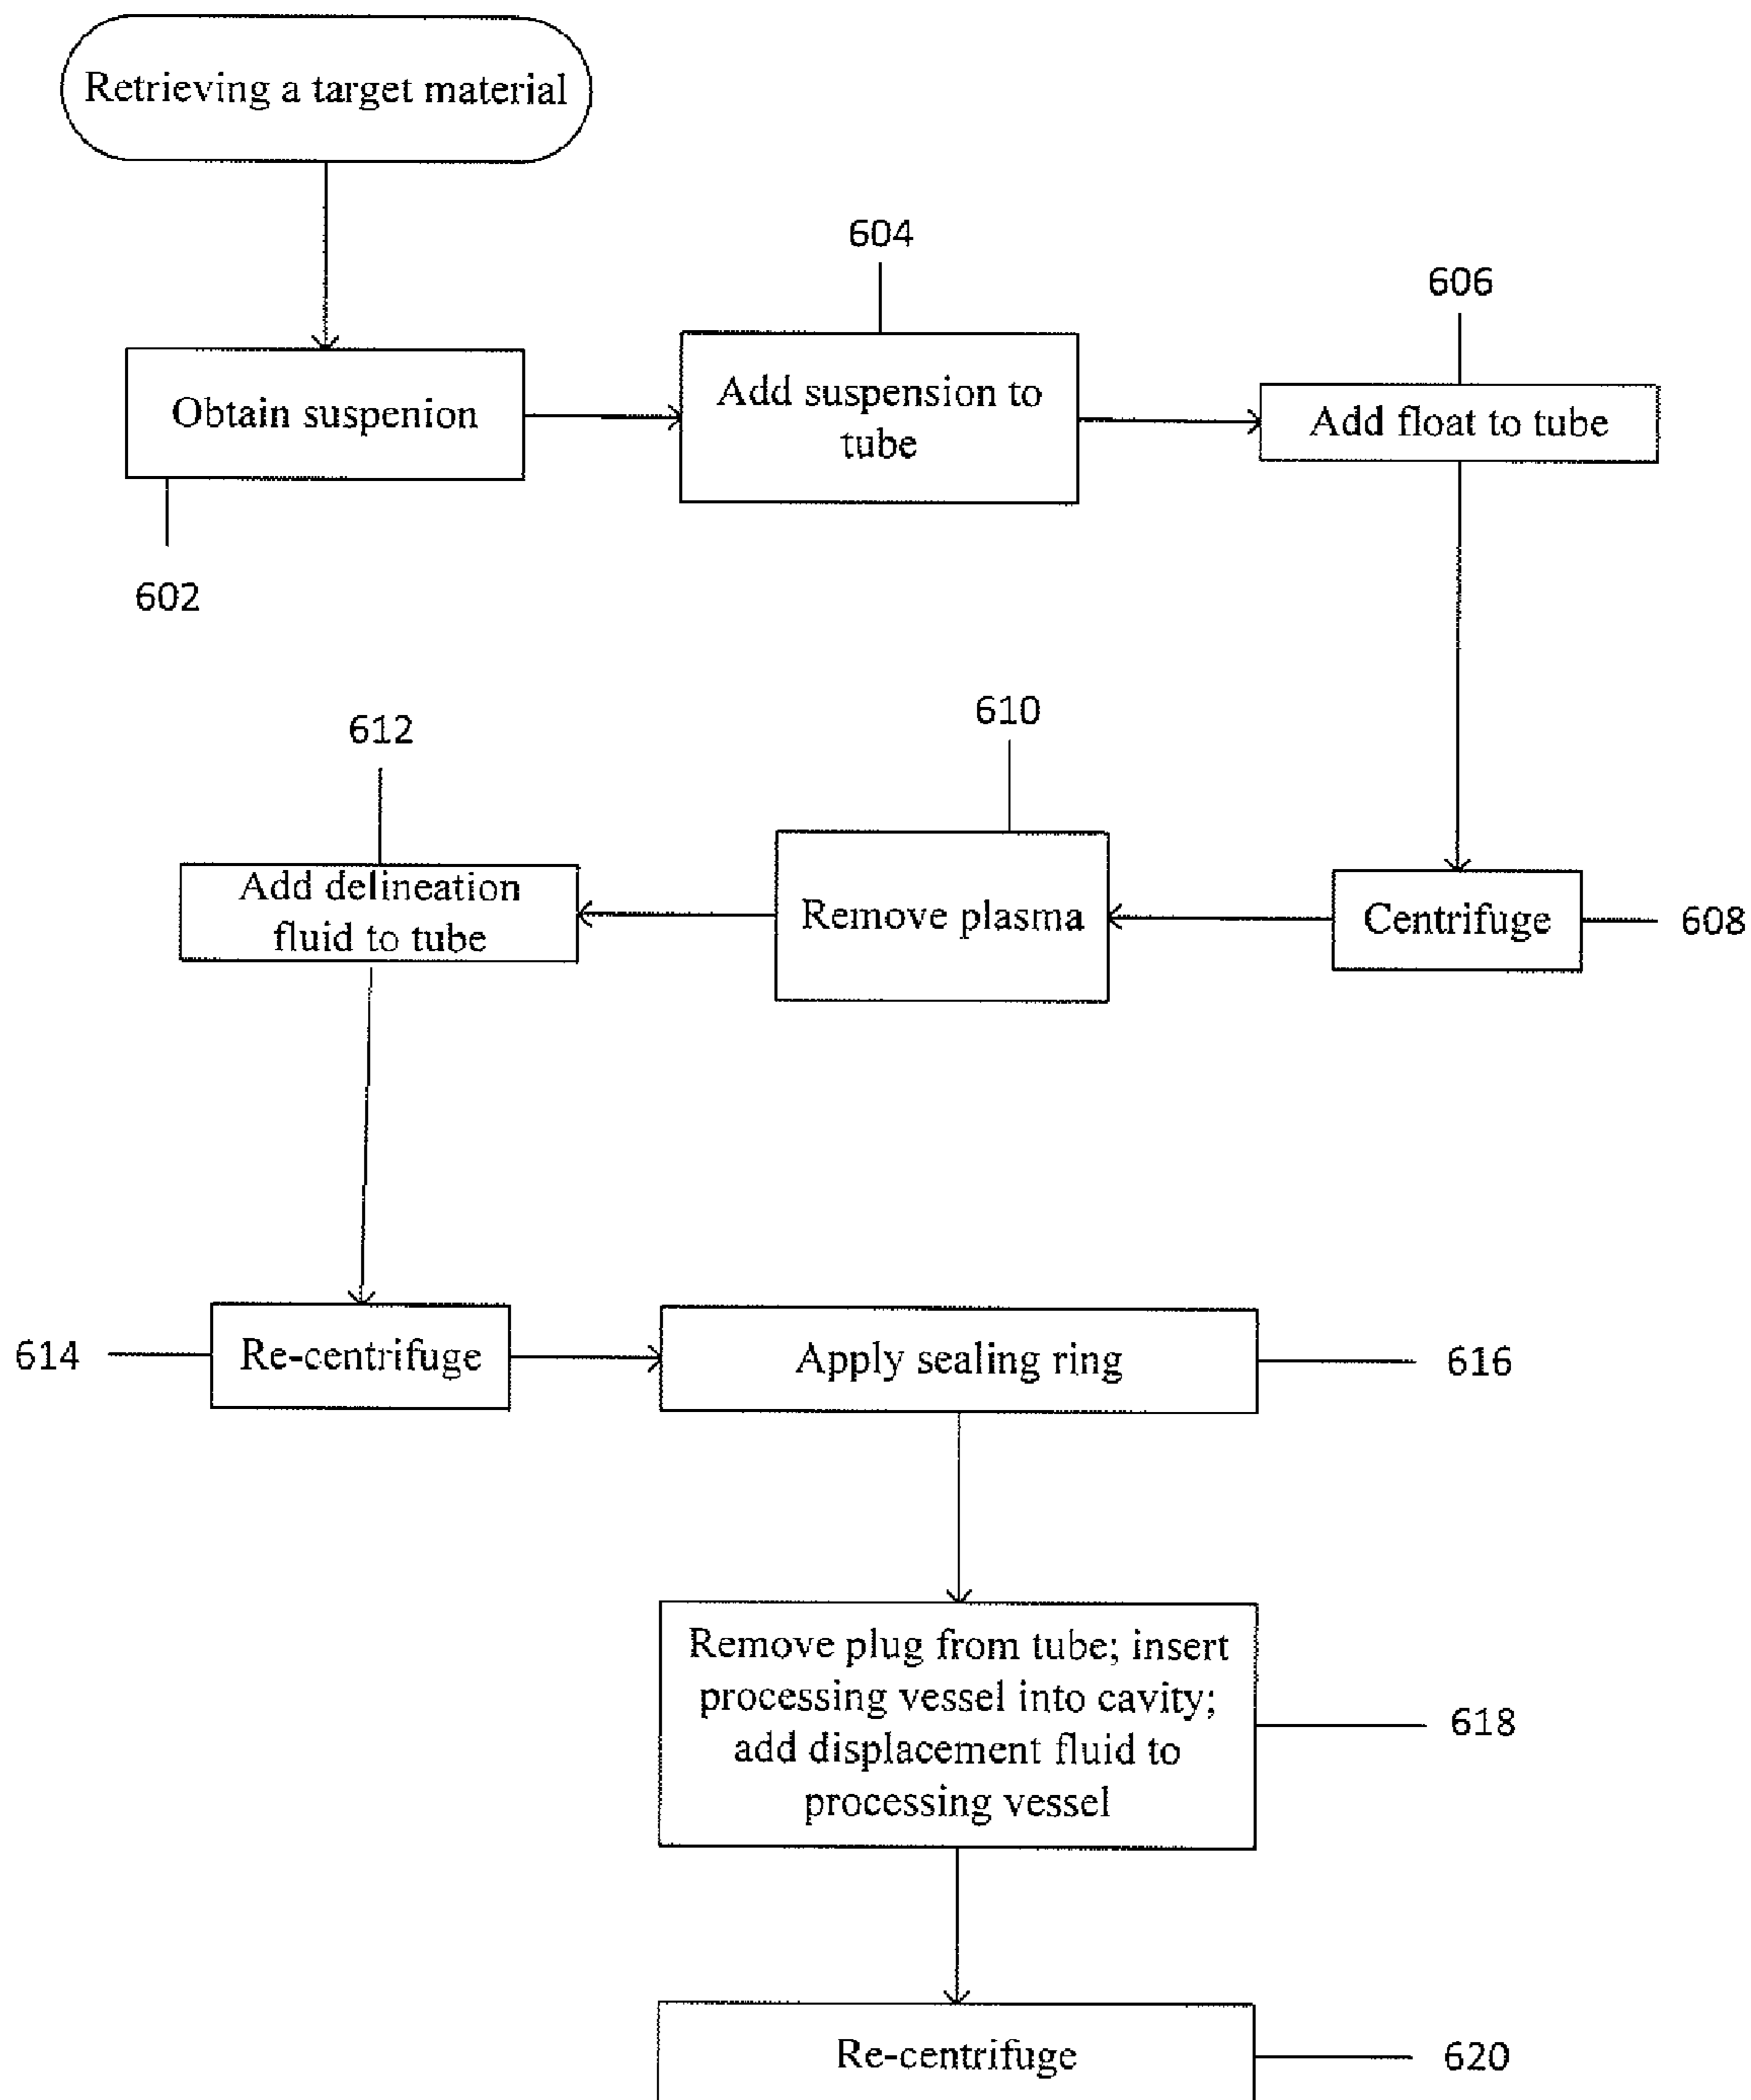 Retrieving a target material
604
606
Obtain suspenion
Add suspension to
tube
Add float to tube
602
612
610
Add delineation
fluid to tube
Remove plasma
Centrifuge
608
614
Re-centrifuge
Apply sealing ring
616
Remove plug from tube; insert
processing vessel into cavity;
add displacement fluid to
processing vessel
618
Re-centrifuge
620